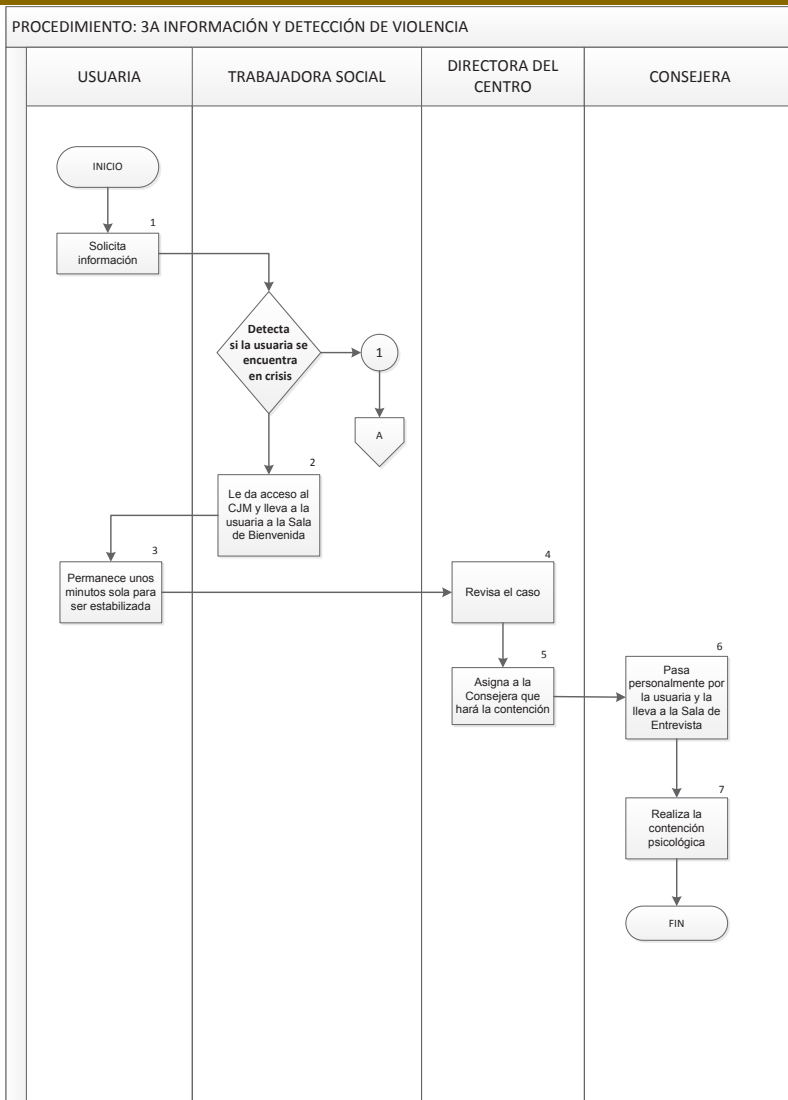 PROCEDIMIENTO: 3A INFORMACIÓN Y DETECCIÓN DE VIOLENCIA
USUARIA
TRABAJADORA SOCIAL
DIRECTORA DEL
CENTRO
CONSEJERA
INICIO
1
Solicita
información
Detecta
si la usuaria se
encuentra
en crisis
1
A
2
Le da acceso al
CJM y lleva a la
usuaria a la Sala
de Bienvenida
3
Permanece unos
minutos sola para
ser estabilizada
4
Revisa el caso
5
Asigna a la
Consejera que
hará la contención
6
Pasa
personalmente por
la usuaria y la
lleva a la Sala de
Entrevista
7
Realiza la
contención
psicológica
FIN